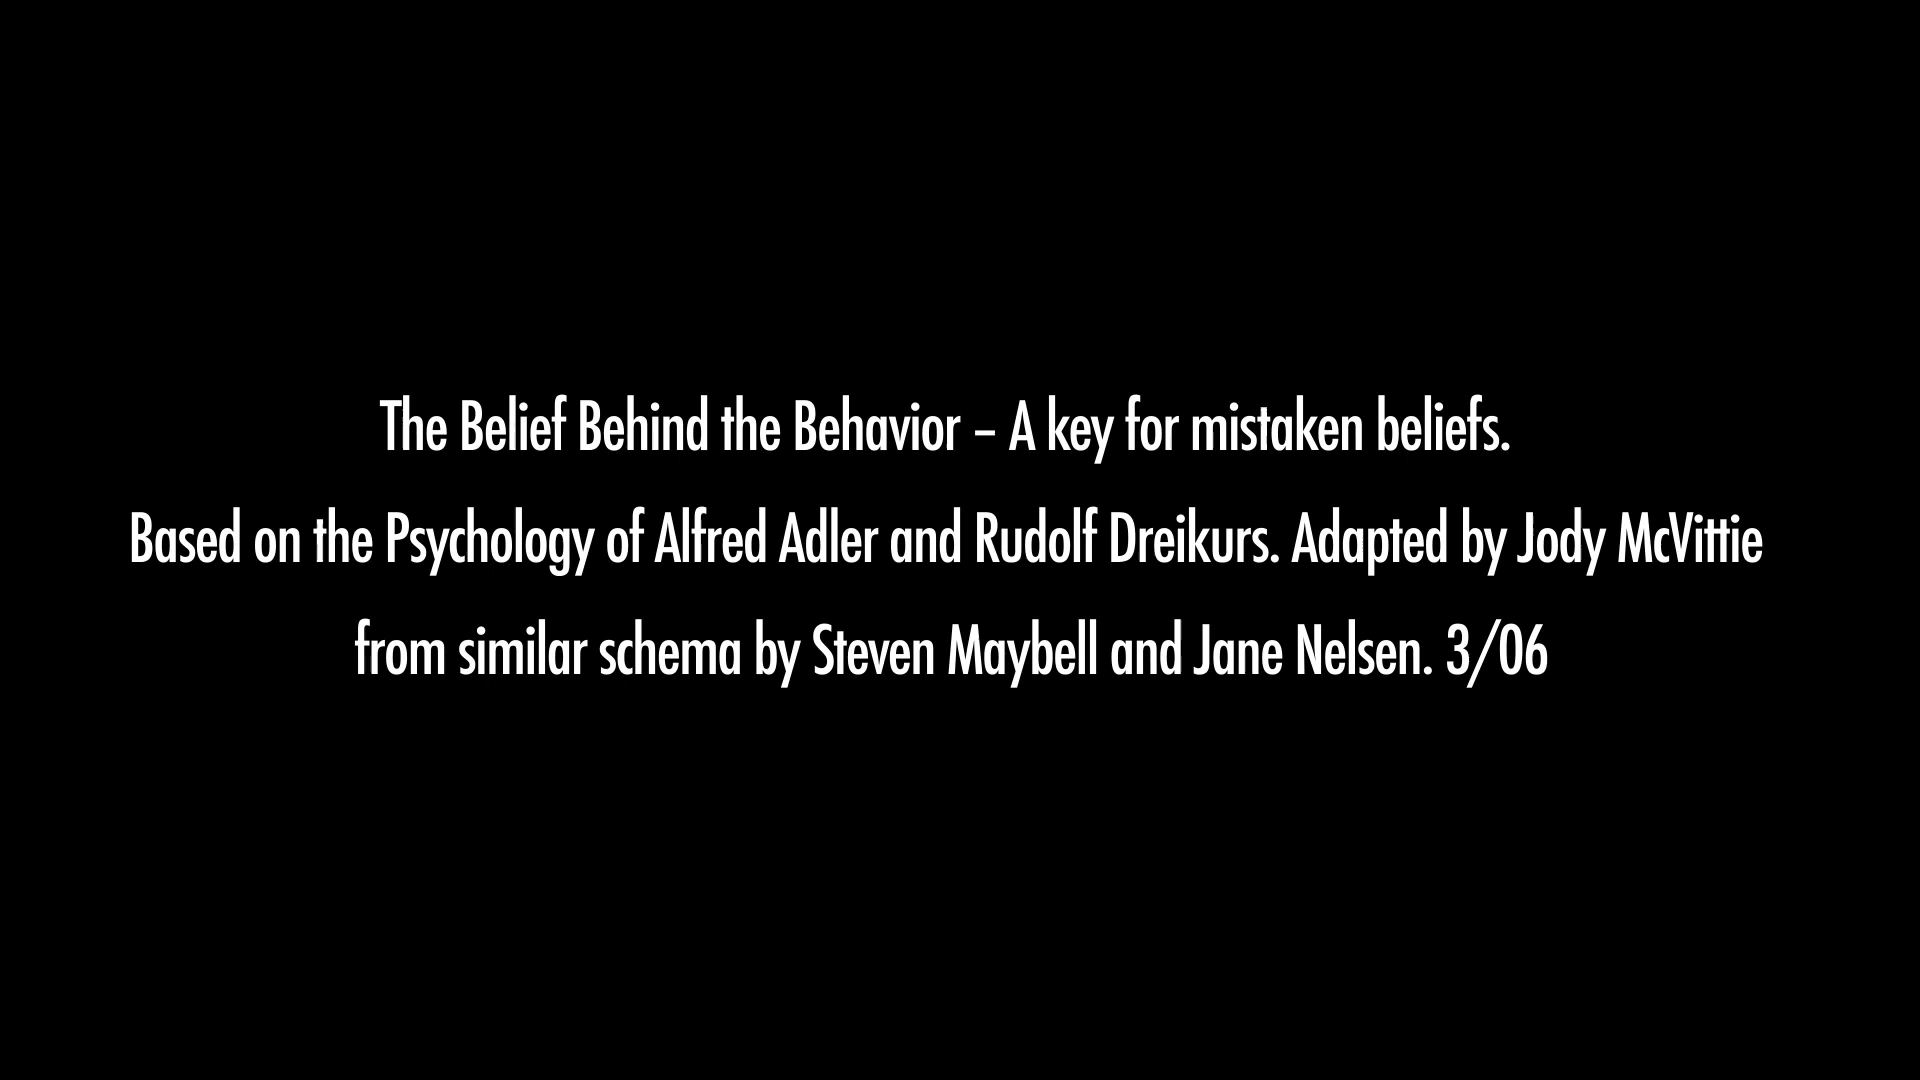 The Belief Behind the Behavior – A key for mistaken beliefs.
Based on the Psychology of Alfred Adler and Rudolf Dreikurs. Adapted by Jody McVittie
from similar schema by Steven Maybell and Jane Nelsen. 3/06